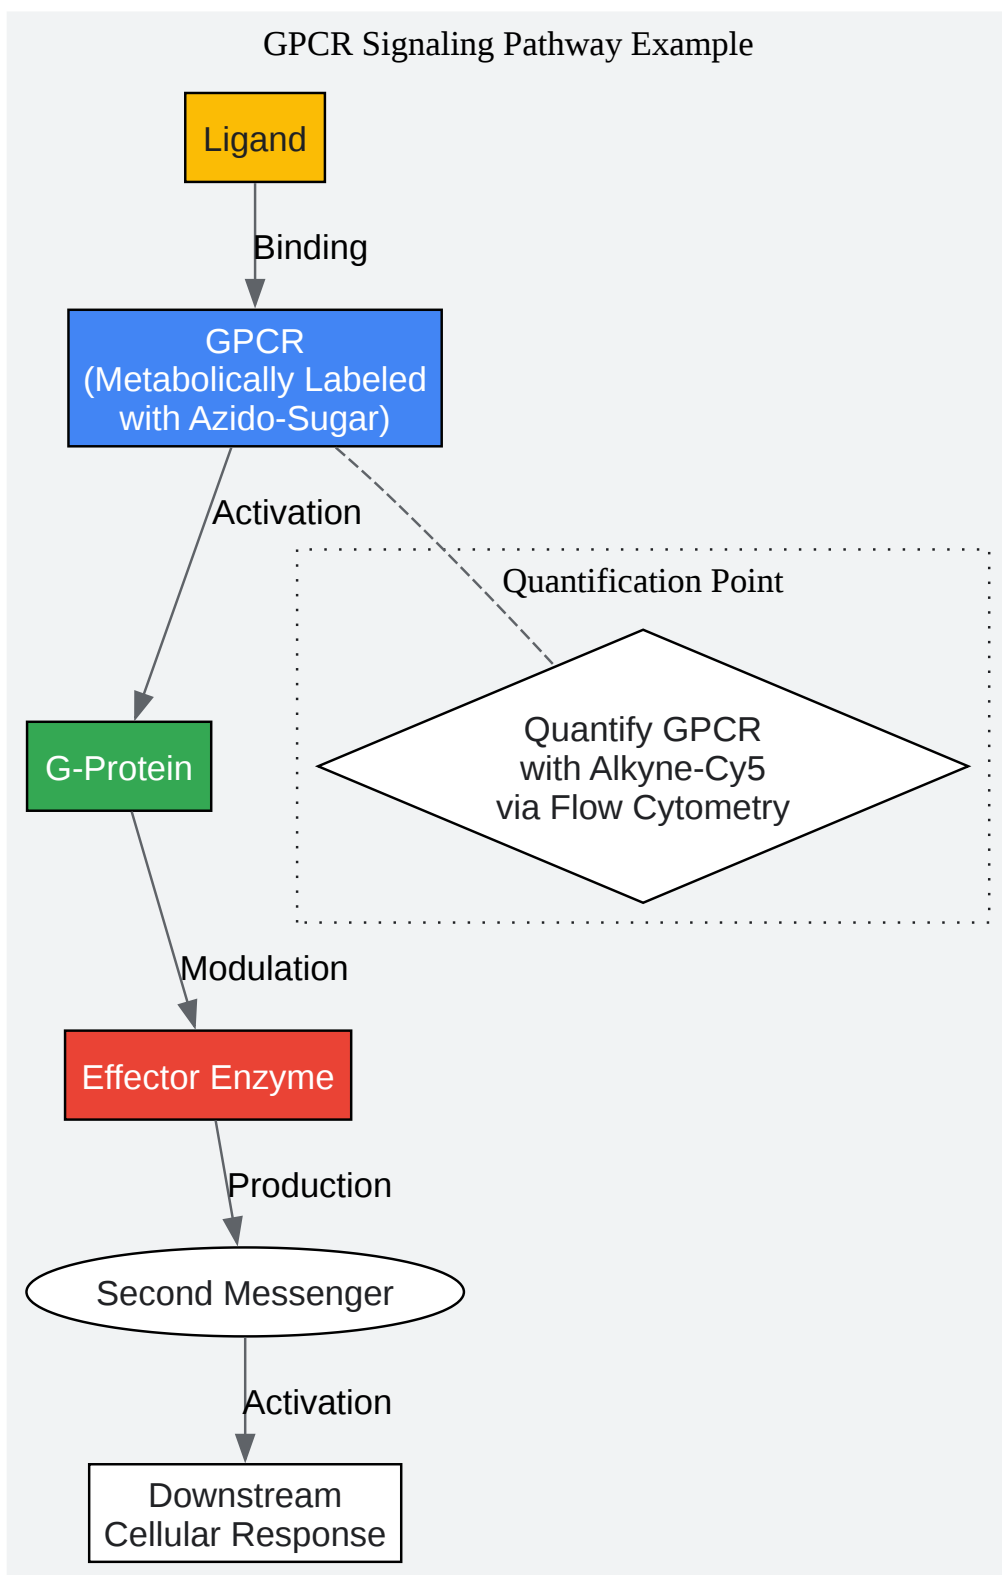 GPCR Signaling Pathway Example
Ligand
Binding
GPCR
(Metabolically Labeled
with Azido-Sugar)
Activation
Quantification Point
Quantify GPCR
with Alkyne-Cy5
via Flow Cytometry
G-Protein
Modulation
Effector Enzyme
Production
Second Messenger
Activation
Downstream
Cellular Response